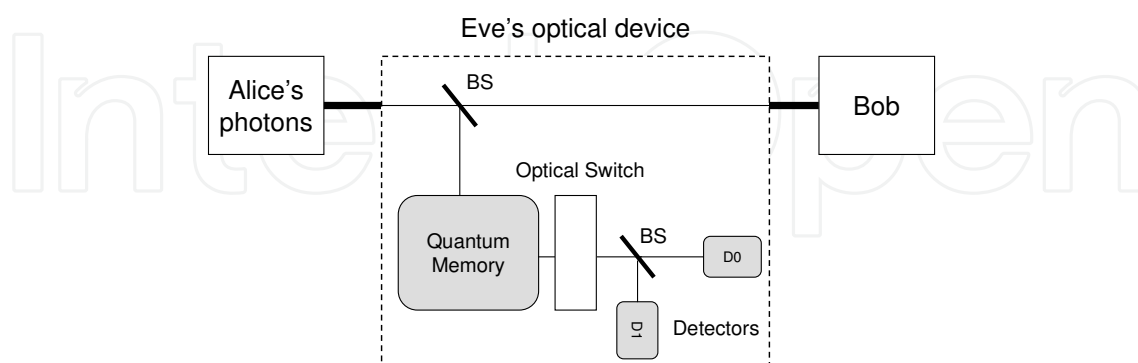 Eve's optical device
Alice's
photons
BS
Bob
Optical Switch
Quantum
Memory
BS
D0
D1
Detectors